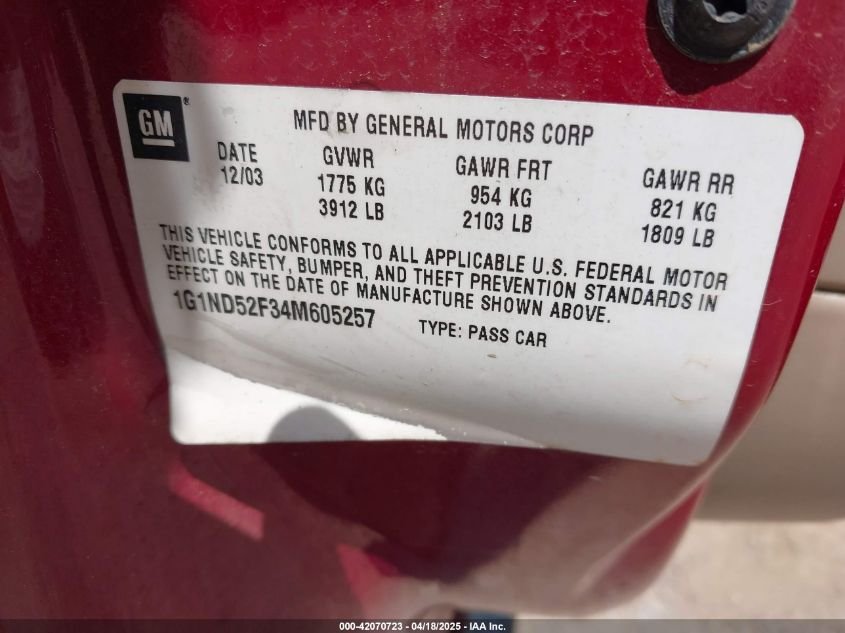 GM ®
MFD BY GENERAL MOTORS CORP
DATE GVWR GAWR FRT GAWR RR
12/03 1775 KG 954 KG 821 KG
3912 LB 2103 LB 1809 LB
THIS VEHICLE CONFORMS TO ALL APPLICABLE U.S. FEDERAL MOTOR
VEHICLE SAFETY, BUMPER, AND THEFT PREVENTION STANDARDS IN
EFFECT ON THE DATE OF MANUFACTURE SHOWN ABOVE.
1G1ND52F34M605257 TYPE: PASS CAR
000-42070723 - 04/18/2025 - IAA Inc.